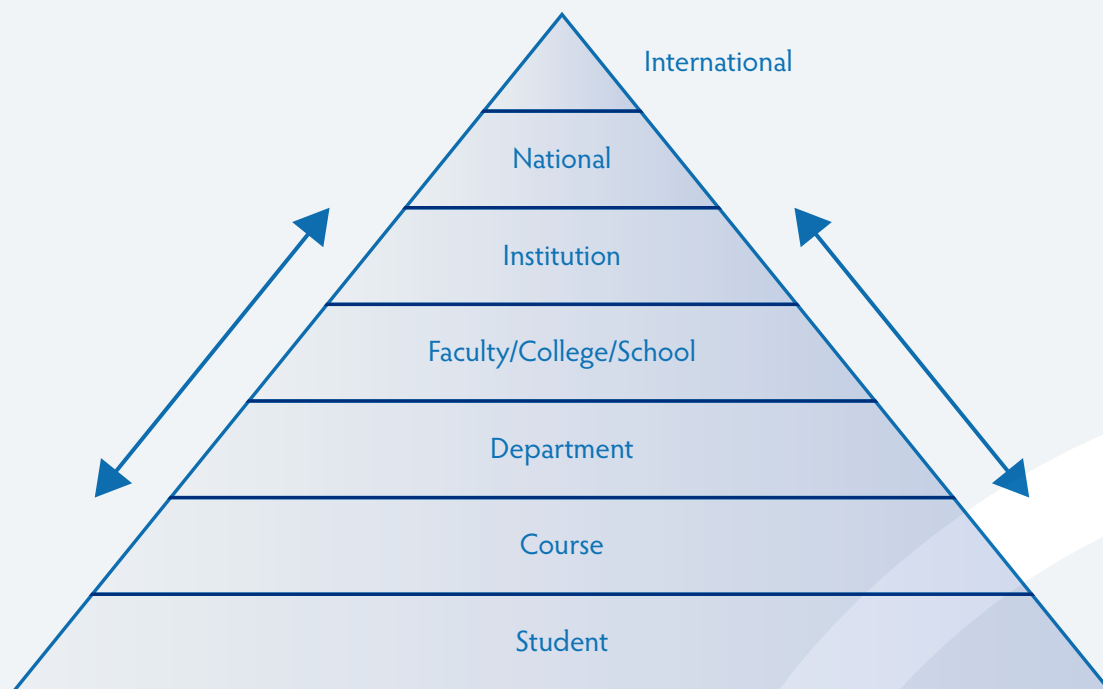 International
National
Institution
Faculty/College/School
Department
Course
Student